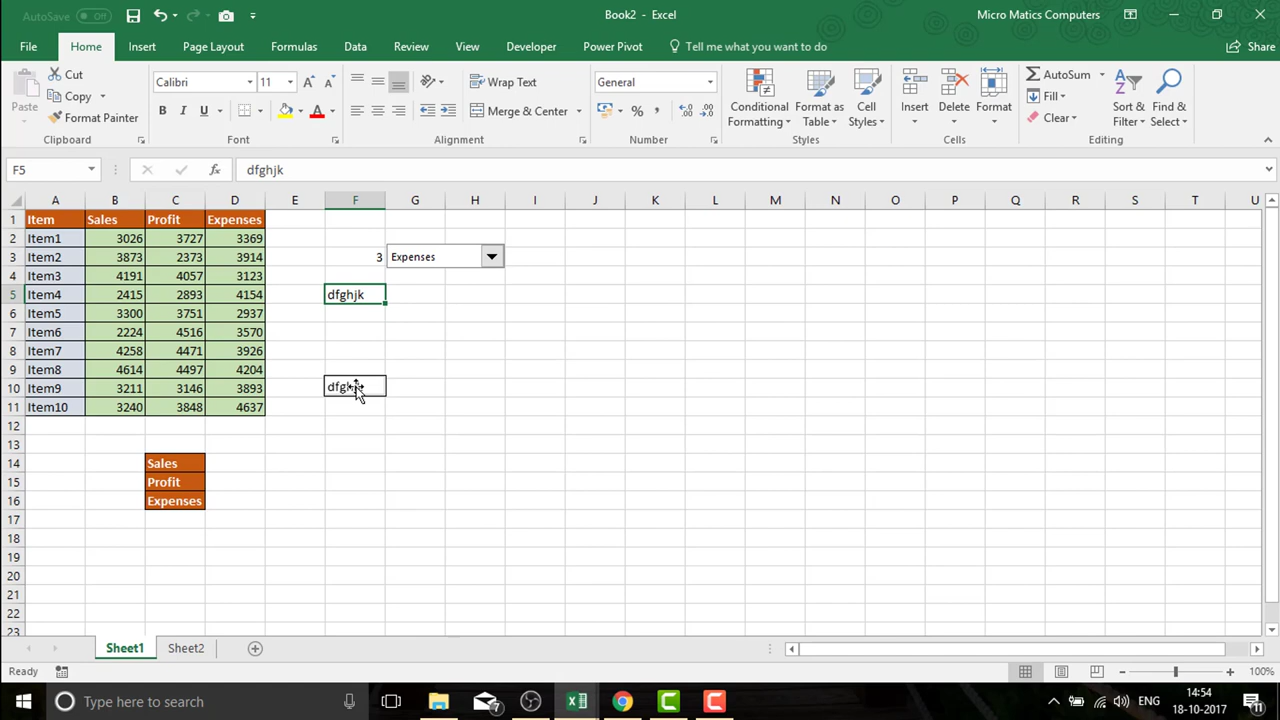 AutoSave Off Book2 - Excel Micro Matics Computers
File Home Insert Page Layout Formulas Data Review View Developer Power Pivot Tell me what you want to do Share
Paste Cut Copy Format Painter Clipboard
Calibri 11 B I U A Font
Wrap Text Merge & Center Alignment
General % , Number
Conditional Formatting Format as Table Cell Styles Styles
Insert Delete Format Cells
AutoSum Fill Clear Sort & Filter Find & Select Editing
F5 fx dfghjk
A B C D E F G H I J K L M N O P Q R S T U
1 Item Sales Profit Expenses
2 Item1 3026 3727 3369
3 Item2 3873 2373 3914 3 Expenses
4 Item3 4191 4057 3123
5 Item4 2415 2893 4154 dfghjk
6 Item5 3300 3751 2937
7 Item6 2224 4516 3570
8 Item7 4258 4471 3926
9 Item8 4614 4497 4204
10 Item9 3211 3146 3893
11 Item10 3240 3848 4637
12
13
14 Sales
15 Profit
16 Expenses
17
18
19
20
21
22
23
Sheet1 Sheet2
Ready 100%
Type here to search 7 ENG 14:54
18-10-2017 11